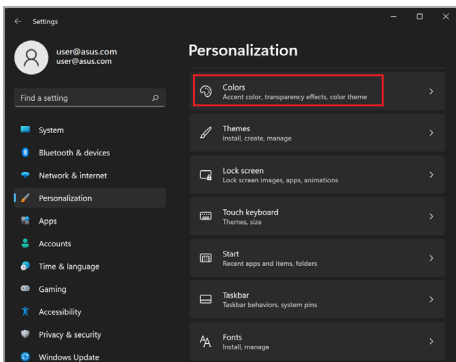 Settings
user@asus.com
user@asus.com
Find a setting
System
Bluetooth & devices
Network & internet
Personalization
Apps
Accounts
Time & language
Gaming
Accessibility
Privacy & security
Windows Update
Personalization
Colors
Accent color, transparency effects, color theme
Themes
Install, create, manage
Lock screen
Lock screen images, apps, animations
Touch keyboard
Themes, size
Start
Recent apps and items, folders
Taskbar
Taskbar behaviors, system pins
Fonts
Install, manage